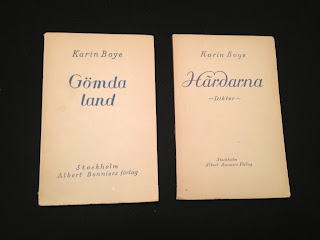 Karin Boye
Gömda
land
Stockholm
Albert Bonniers förlag
Karin Boye
Härdarna
-Dikter-
Stockholm
Albert Bonniers Förlag